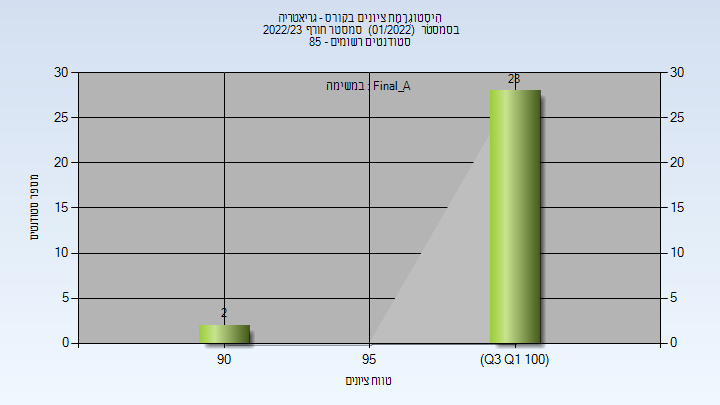 היסטוגרמת ציונים בקורס - גריאטריה
בסמסטר (01/2022) סמסטר חורף 2022/23
סטודנטים רשומים - 85
במשימה : Final_A
מספר סטודנטים
30
25
20
15
10
5
0
30
25
20
15
10
5
0
2
28
90
95
(Q3 Q1 100)
טווח ציונים